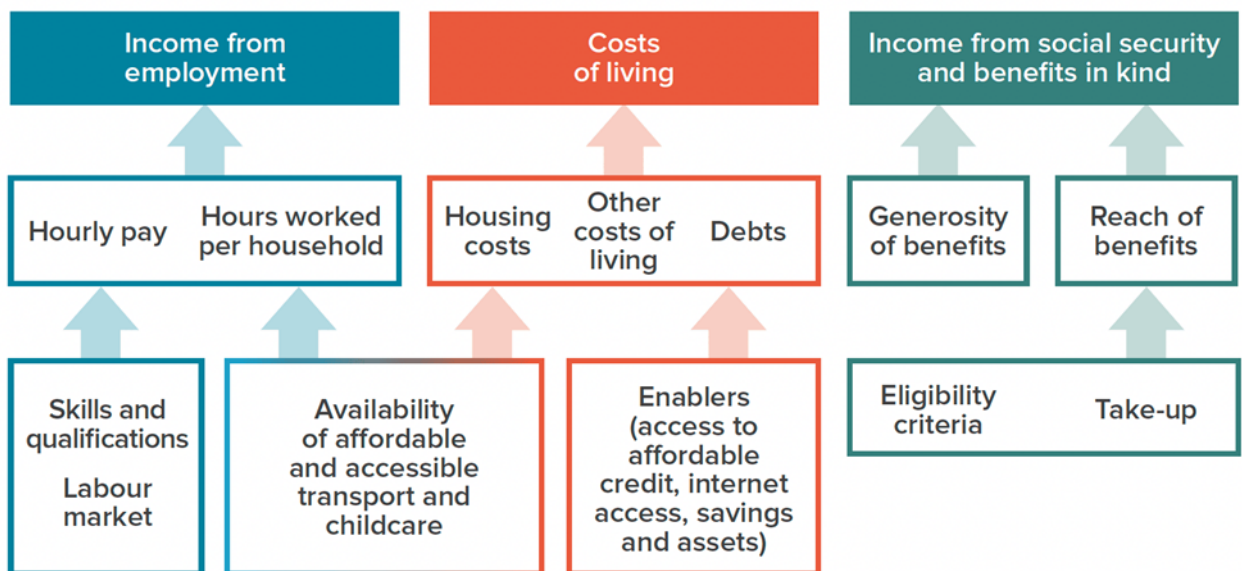 Income from
employment
Costs
of living
Income from social security
and benefits in kind
Hourly pay
Hours worked
per household
Housing
costs
Other
costs of
living
Debts
Generosity
of benefits
Reach of
benefits
Skills and
qualifications
Labour
market
Availability
of affordable
and accessible
transport and
childcare
Enablers
(access to
affordable
credit, internet
access, savings
and assets)
Eligibility
criteria
Take-up